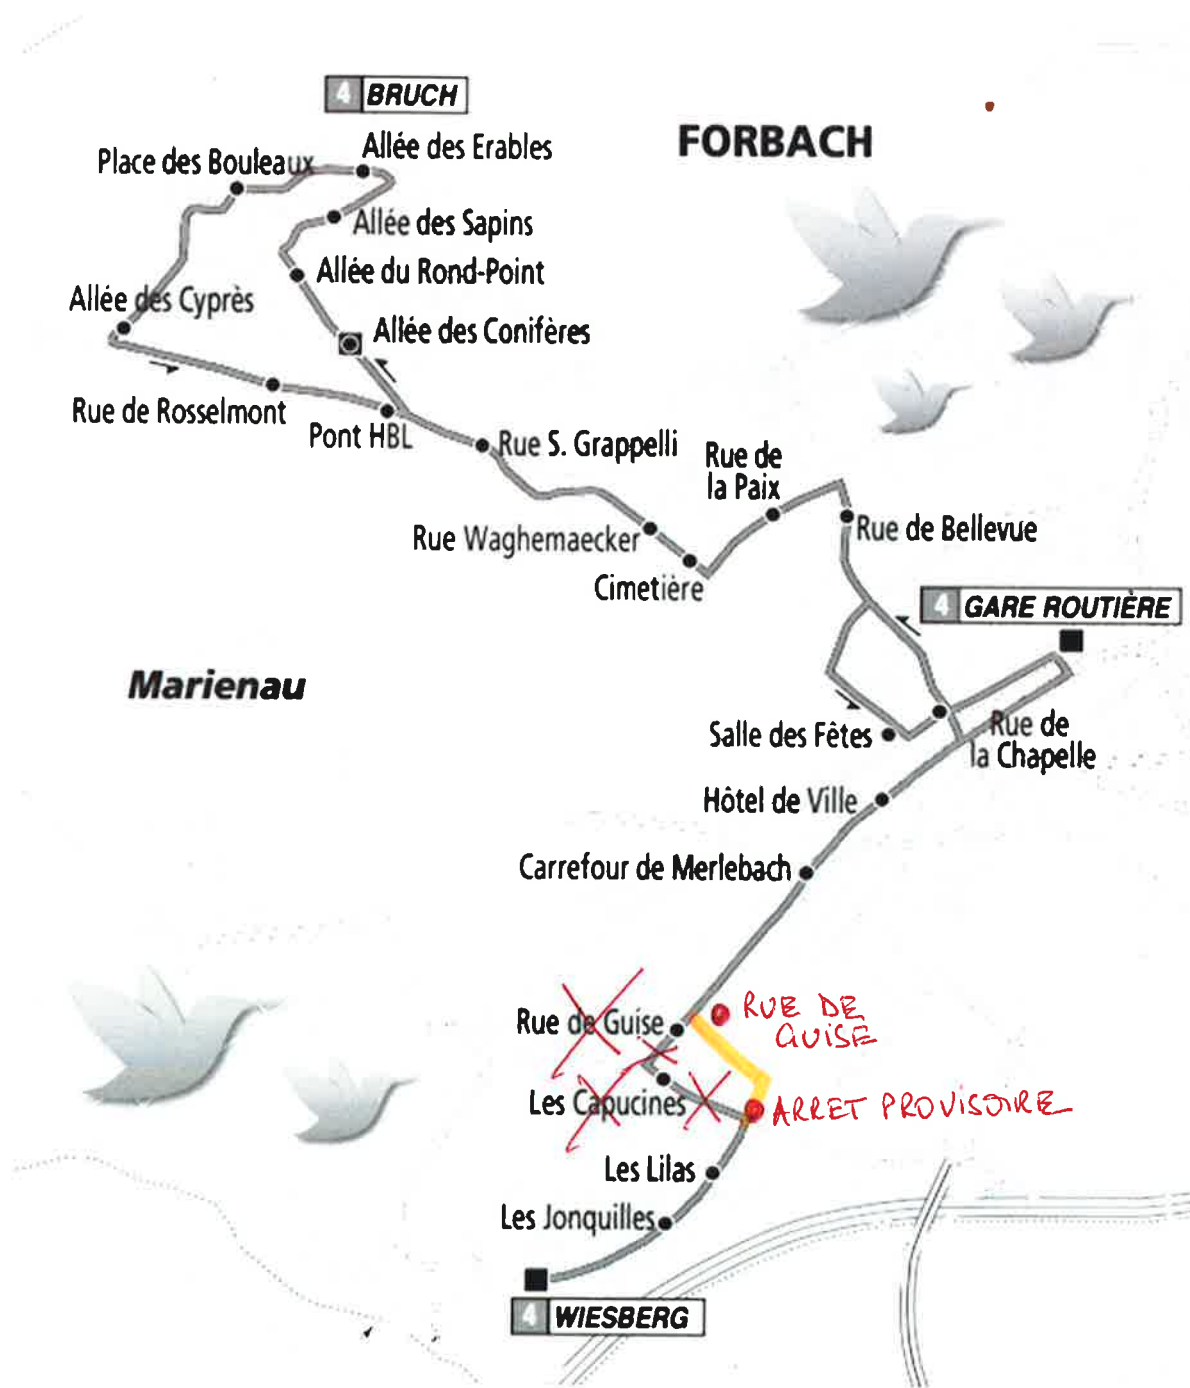 4 BRUCH
FORBACH
Allée des Erables
Place des Bouleaux
Allée des Sapins
Allée du Rond-Point
Allée des Cyprès
Allée des Conifères
Rue de Rosselmont
Pont HBL
Rue S. Grappelli
Rue de
la Paix
Rue Waghemaecker
Rue de Bellevue
Cimetière
4 GARE ROUTIÈRE
Marienau
Salle des Fêtes
Rue de
la Chapelle
Hôtel de Ville
Carrefour de Merlebach
Rue de Guise
RUE DE
GUISE
Les Capucines
ARRET PROVISOIRE
Les Lilas
Les Jonquilles
4 WIESBERG